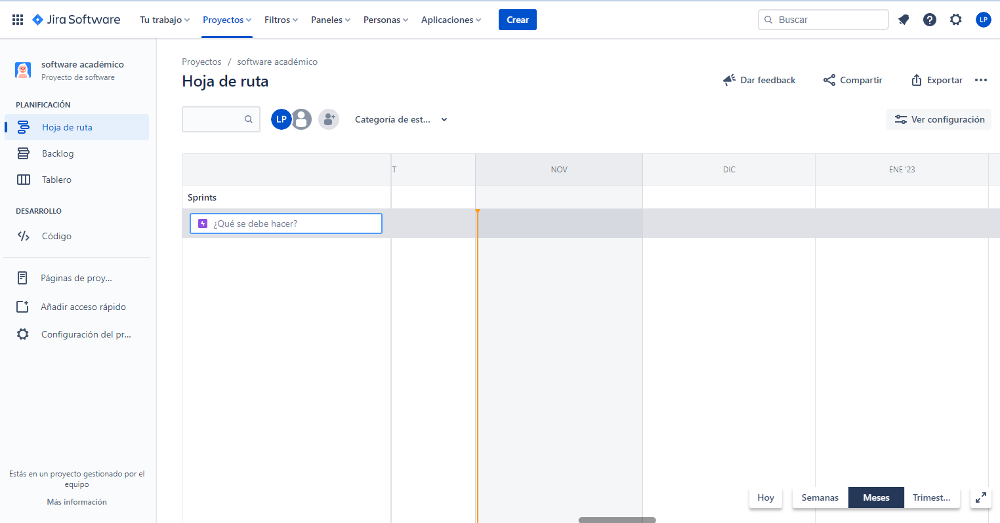 Jira Software
Tu trabajo
Proyectos
Filtros
Paneles
Personas
Aplicaciones
Crear
Buscar
LP
software académico
Proyecto de software
PLANIFICACIÓN
Hoja de ruta
Backlog
Tablero
DESARROLLO
Código
Páginas de proy...
Añadir acceso rápido
Configuración del pr...
Estás en un proyecto gestionado por el
equipo
Más información
Proyectos / software académico
Hoja de ruta
Dar feedback
Compartir
Exportar
LP
Categoría de est...
Ver configuración
T
NOV
DIC
ENE '23
Sprints
¿Qué se debe hacer?
Hoy
Semanas
Meses
Trimest...